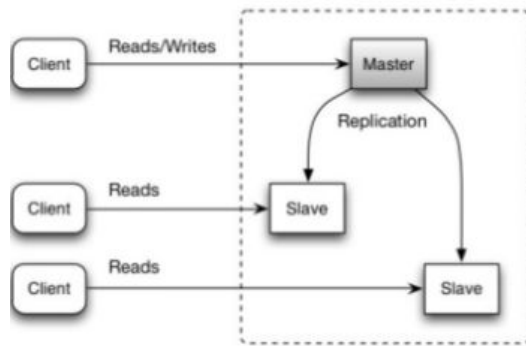 Reads/Writes
Client
Master
Replication
Reads
Client
Slave
Reads
Client
Slave